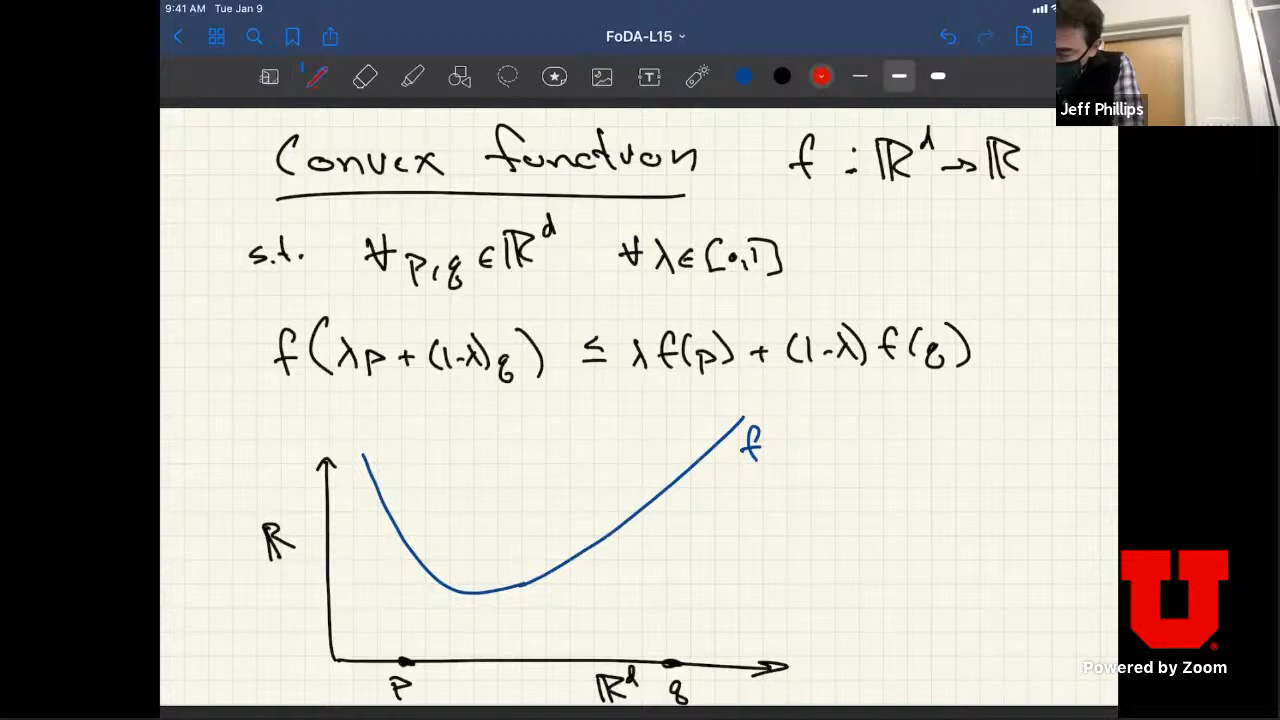 9:41 AM Tue Jan 9
FoDA-L15
Jeff Phillips
Convex function f : ℝᵈ → ℝ
s.t. ∀ p,q ∈ ℝᵈ ∀ λ ∈ [0,1]
f(λp + (1-λ)q) ≤ λf(p) + (1-λ)f(q)
f
ℝ
p ℝᵈ q
U
Powered by Zoom